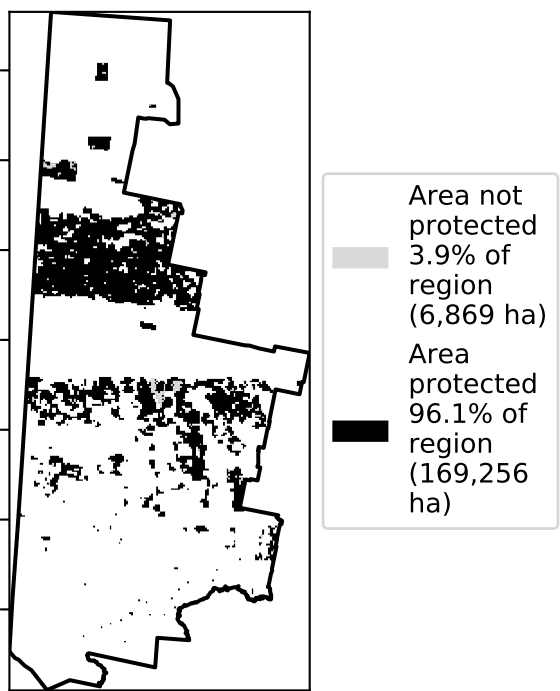 Area not
protected
3.9% of
region
(6,869 ha)
Area
protected
96.1% of
region
(169,256
ha)